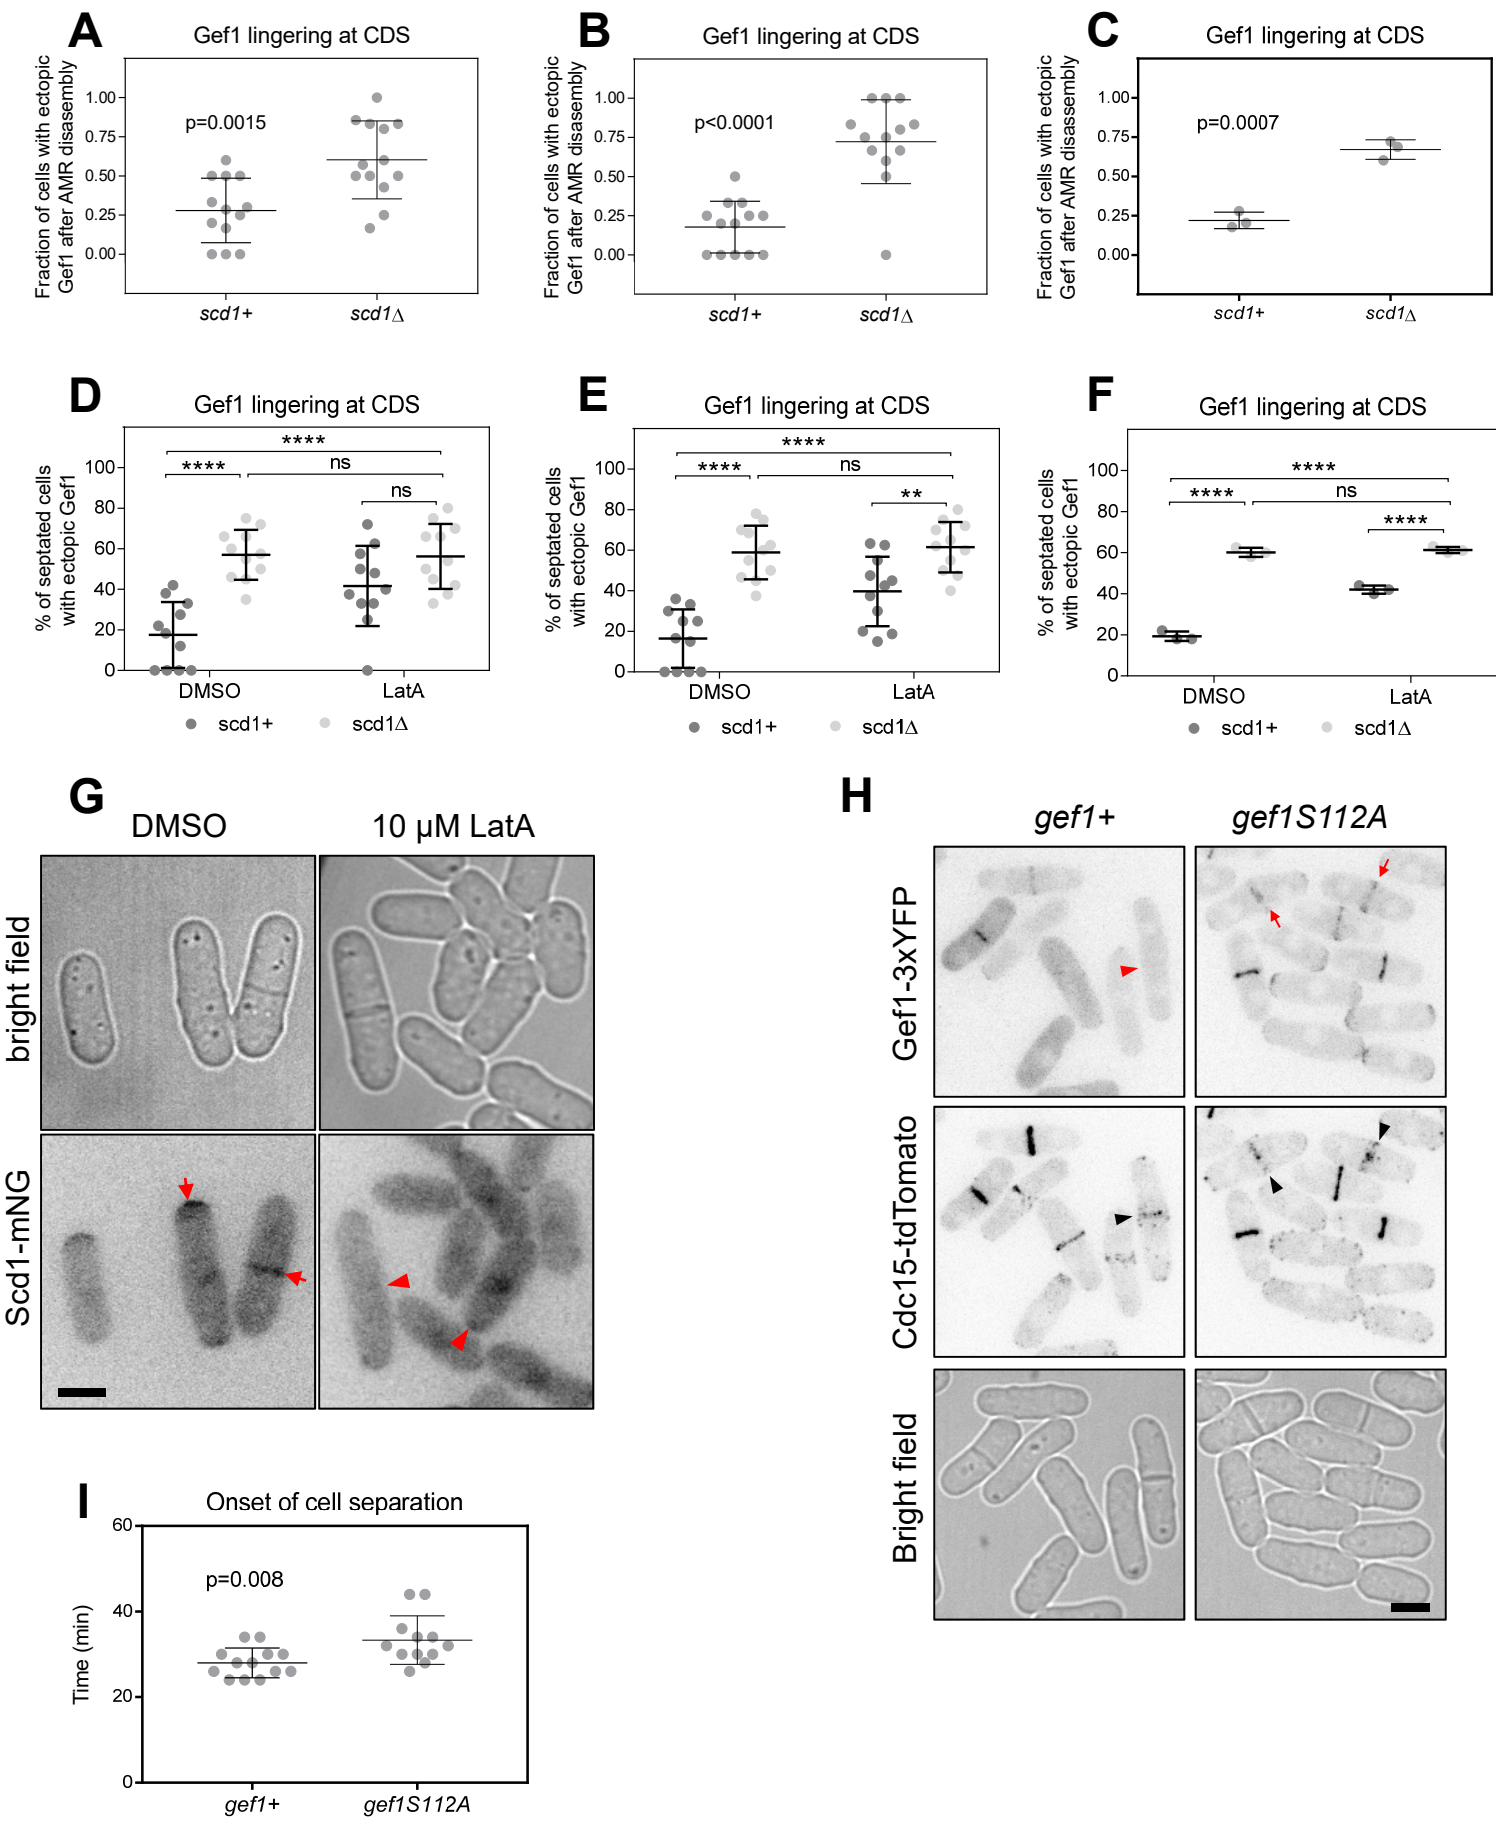 A
Gef1 lingering at CDS
Fraction of cells with ectopic
Gef1 after AMR disasembly
1.00
0.75
0.50
0.25
0.00
p=0.0015
scd1+
scd1Δ
B
Gef1 lingering at CDS
Fraction of cells with ectopic
Gef1 after AMR disasembly
1.00
0.75
0.50
0.25
0.00
p<0.0001
scd1+
scd1Δ
C
Gef1 lingering at CDS
Fraction of cells with ectopic
Gef1 after AMR disassembly
1.00
0.75
0.50
0.25
0.00
p=0.0007
scd1+
scd1Δ
D
Gef1 lingering at CDS
% of septated cells
with ectopic Gef1
100
80
60
40
20
0
****
****
ns
ns
DMSO
LatA
scd1+
scd1Δ
E
Gef1 lingering at CDS
% of septated cells
with ectopic Gef1
100
80
60
40
20
0
****
****
ns
**
DMSO
LatA
scd1+
scd1Δ
F
Gef1 lingering at CDS
% of septated cells
with ectopic Gef1
100
80
60
40
20
0
****
****
ns
****
DMSO
LatA
scd1+
scd1Δ
G
DMSO
10 µM LatA
bright field
Scd1-mNG
H
gef1+
gef1S112A
Gef1-3xYFP
Cdc15-tdTomato
Bright field
I
Onset of cell separation
Time (min)
60
40
20
0
p=0.008
gef1+
gef1S112A